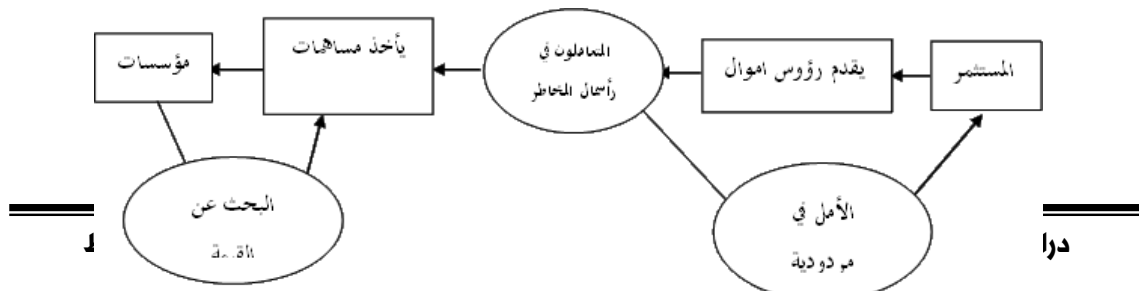 المستثمر
يقدم رؤوس اموال
المتعاملون في
رأسمال المخاطر
يأخذ مساهمات
مؤسسات
الأمل في
مردودية
البحث عن